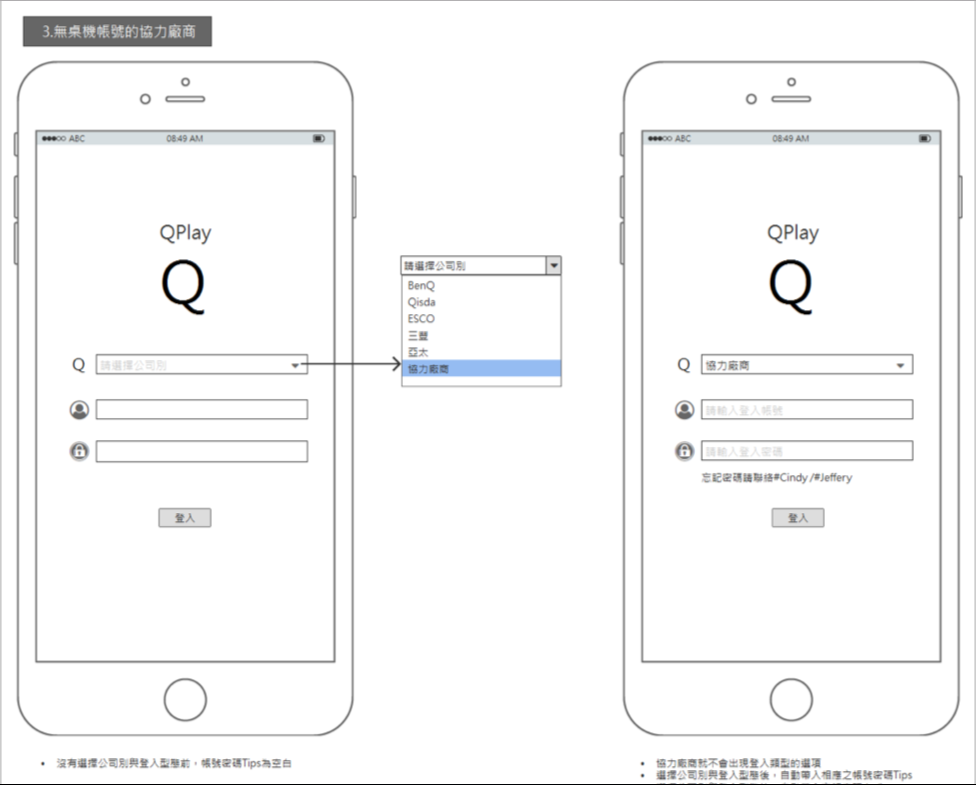 3.無桌機帳號的協力廠商
ABC 08:49 AM
QPlay
Q
Q 請選擇公司別
登入
請選擇公司別
BenQ
Qisda
ESCO
三豐
亞太
協力廠商
ABC 08:49 AM
QPlay
Q
Q 協力廠商
請輸入登入帳號
請輸入登入密碼
忘記密碼請聯絡#Cindy /#Jeffery
登入
• 沒有選擇公司別與登入型態前,帳號密碼Tips為空白
• 協力廠商就不會出現登入類型的選項
• 選擇公司別與登入型態後,自動帶入相應之帳號密碼Tips